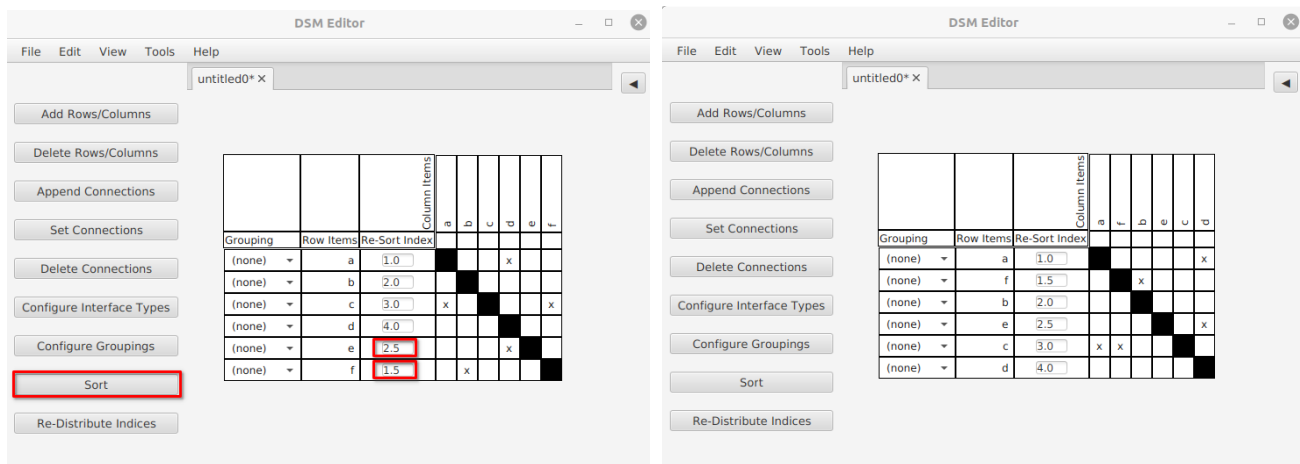 DSM Editor
File Edit View Tools Help
untitled0* ×
Add Rows/Columns
Delete Rows/Columns
Append Connections
Set Connections
Delete Connections
Configure Interface Types
Configure Groupings
Sort
Re-Distribute Indices
Column Items
a b c d e f
Grouping Row Items Re-Sort Index
(none) a 1.0 x
(none) b 2.0
(none) c 3.0 x x
(none) d 4.0
(none) e 2.5 x
(none) f 1.5 x
DSM Editor
File Edit View Tools Help
untitled0* ×
Add Rows/Columns
Delete Rows/Columns
Append Connections
Set Connections
Delete Connections
Configure Interface Types
Configure Groupings
Sort
Re-Distribute Indices
Column Items
a f b e c d
Grouping Row Items Re-Sort Index
(none) a 1.0 x
(none) f 1.5 x
(none) b 2.0
(none) e 2.5 x
(none) c 3.0 x x
(none) d 4.0